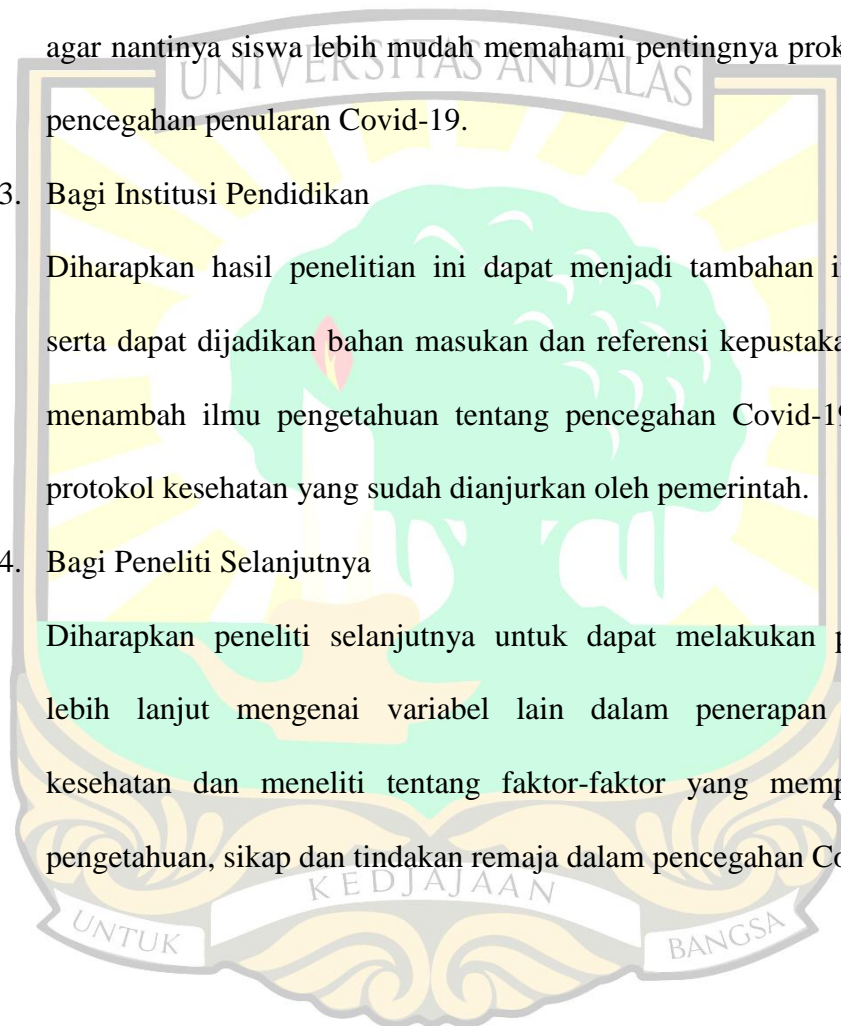 agar nantinya siswa lebih mudah memahami pentingnya
UNIVERSITAS ANDALAS
pencegahan penularan Covid-19.
3. Bagi Institusi Pendidikan
Diharapkan hasil penelitian ini dapat menjadi tambahan
serta dapat dijadikan bahan masukan dan referensi
menambah ilmu pengetahuan tentang pencegahan Covid-19
protokol kesehatan yang sudah dianjurkan oleh pemerintah.
4. Bagi Peneliti Selanjutnya
Diharapkan peneliti selanjutnya untuk dapat melakukan
lebih lanjut mengenai variabel lain dalam penerapan
kesehatan dan meneliti tentang faktor-faktor yang
pengetahuan, sikap dan tindakan remaja dalam pencegahan
KEDJAJAAN
UNTUK
BANGSA